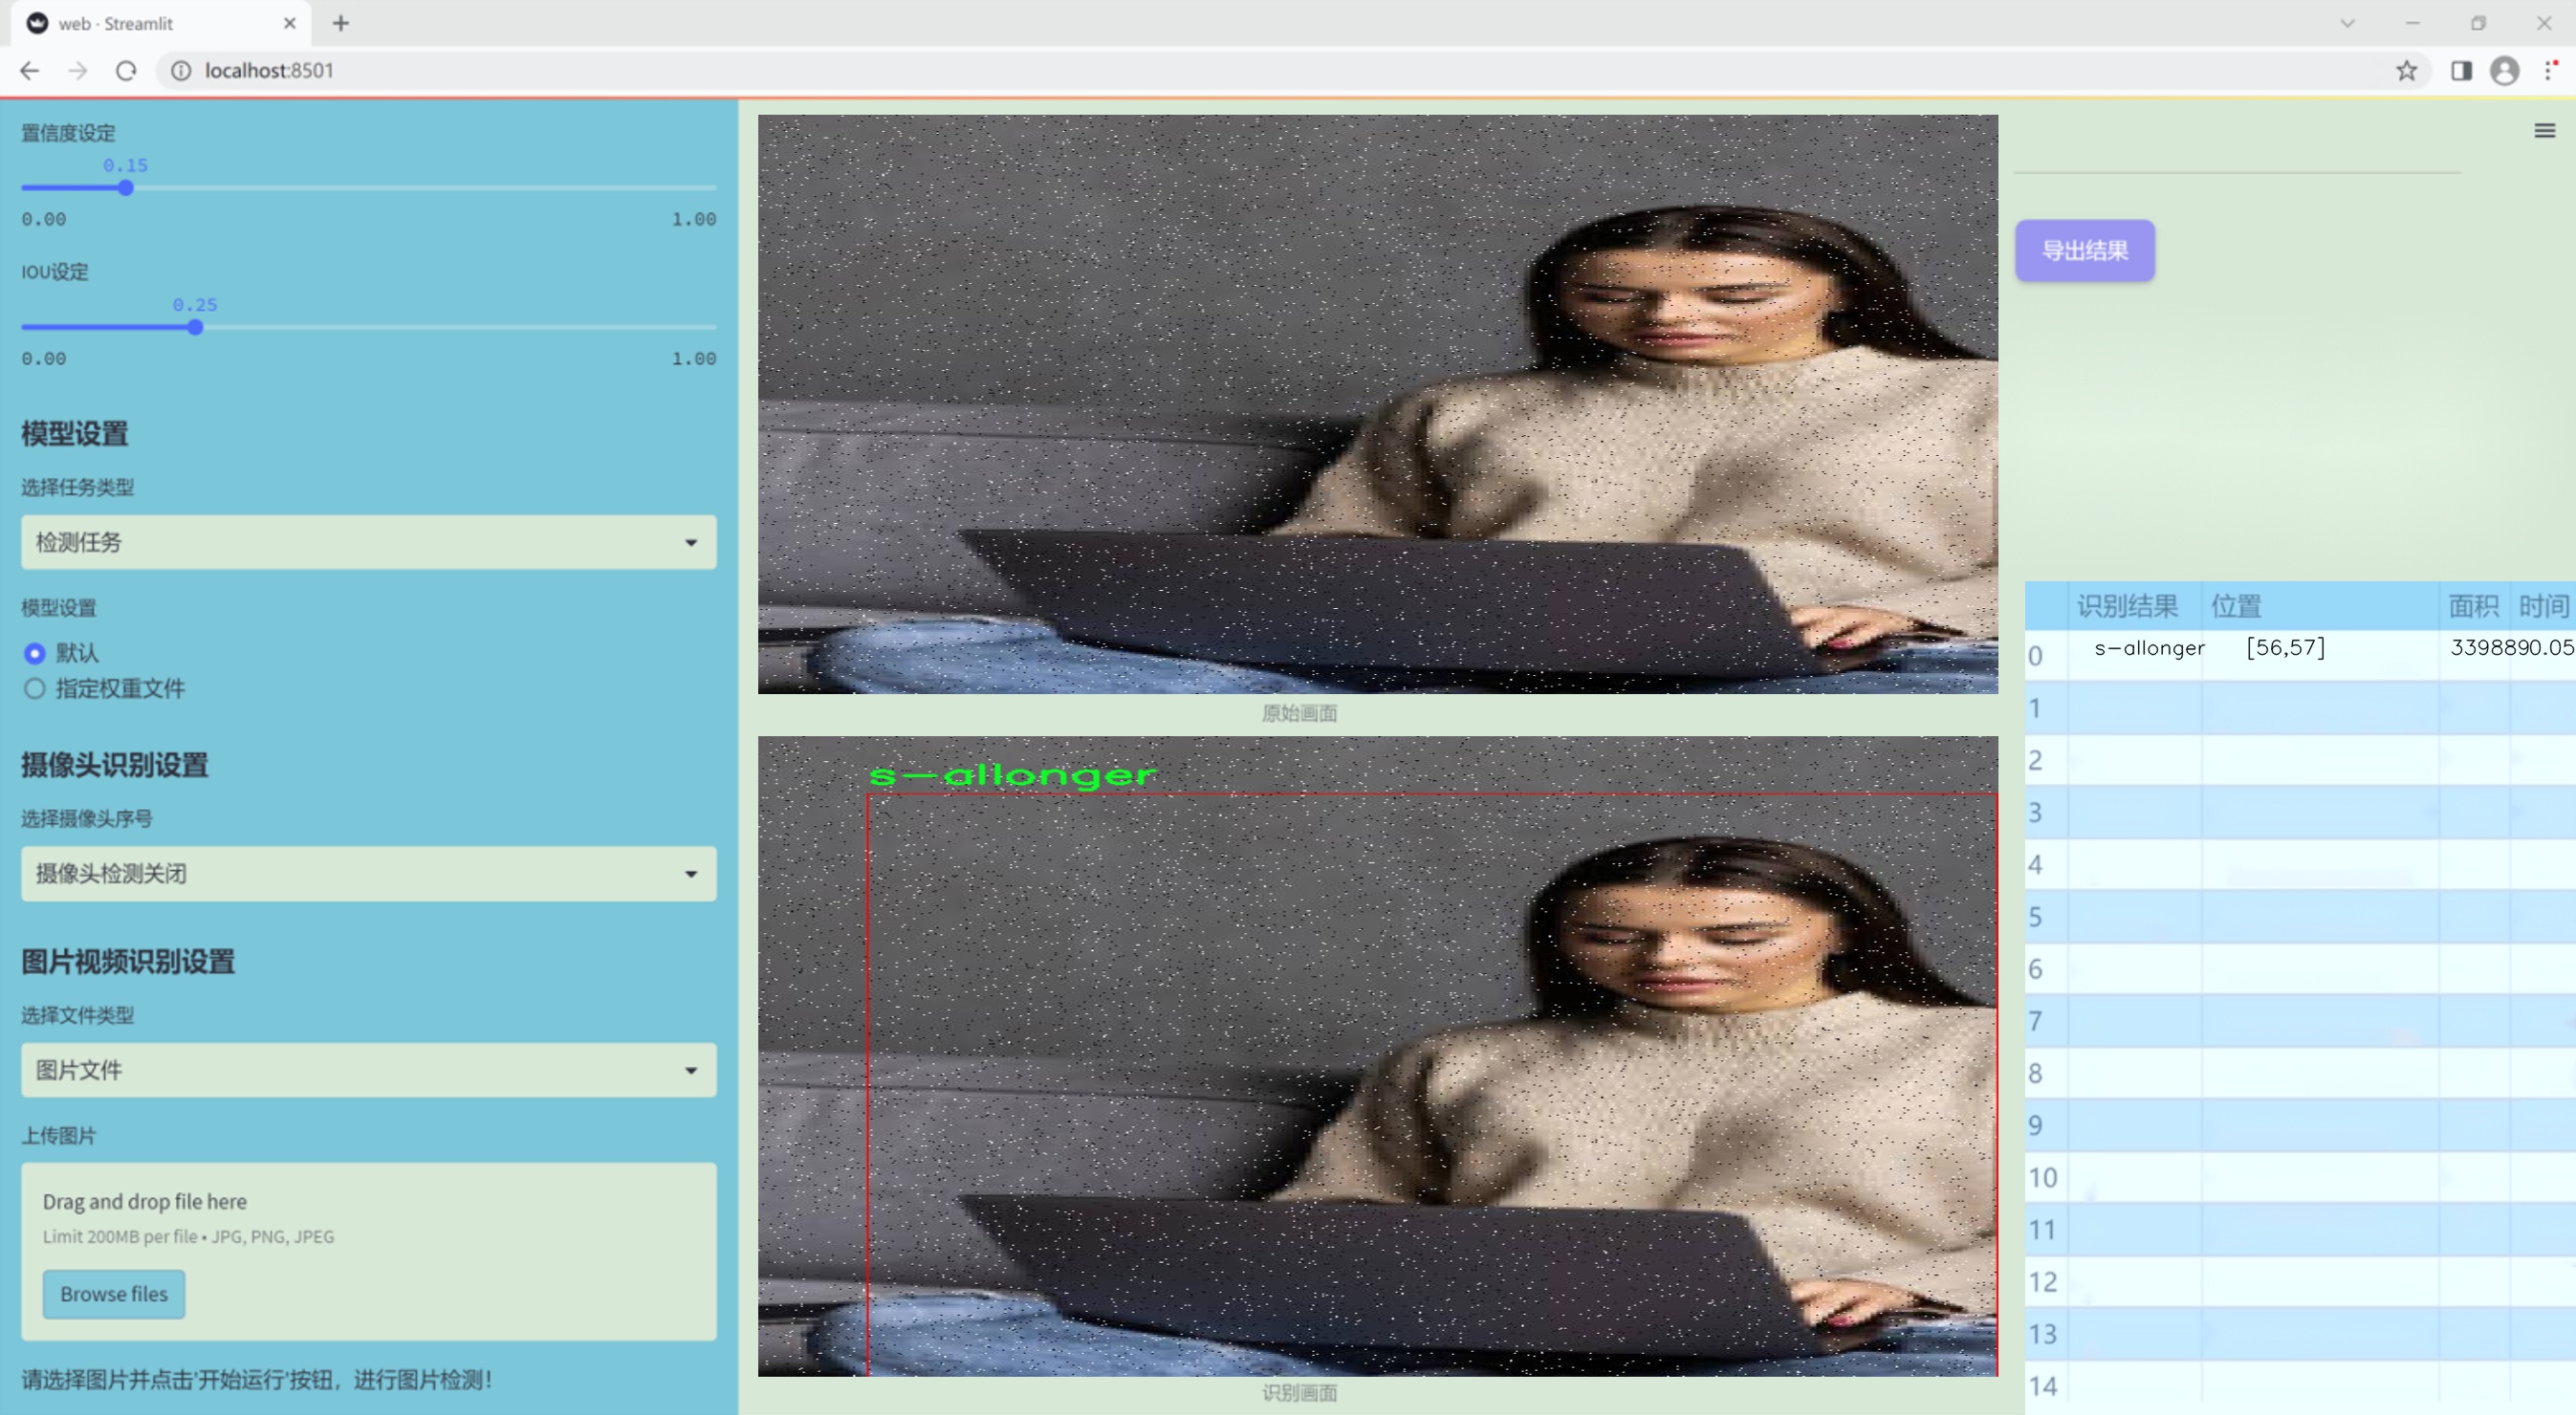 web · Streamlit
localhost:8501
置信度设定
0.15
0.00 1.00
IOU设定
0.25
0.00 1.00
模型设置
选择任务类型
检测任务
模型设置
默认
指定权重文件
摄像头识别设置
选择摄像头序号
摄像头检测关闭
图片视频识别设置
选择文件类型
图片文件
上传图片
Drag and drop file here
Limit 200MB per file • JPG, PNG, JPEG
Browse files
请选择图片并点击'开始运行'按钮，进行图片检测！
原始画面
s-allonger
识别画面
导出结果
识别结果 位置 面积 时间
0 s-allonger [56,57] 3398890.05
1
2
3
4
5
6
7
8
9
10
11
12
13
14